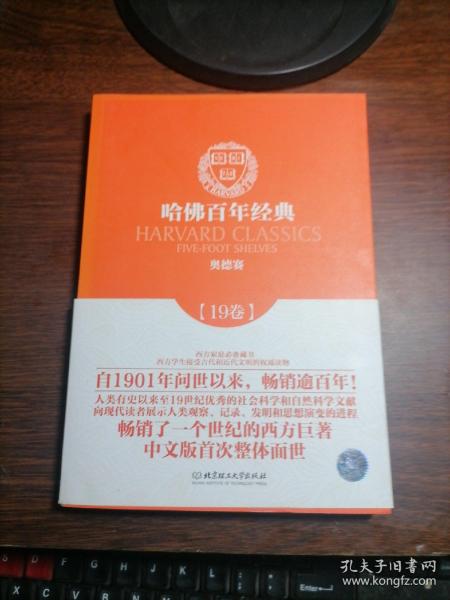 哈佛百年经典
HARVARD CLASSICS
FIVE-FOOT SHELVES
奥德赛
【19卷】
西方家庭必备藏书
西方学生接受古代和近代文明的权威读物
自1901年问世以来，畅销逾百年！
人类有史以来至19世纪优秀的社会科学和自然科学文献
向现代读者展示人类观察、记录、发明和思想演变的进程
畅销了一个世纪的西方巨著
中文版首次整体面世
北京理工大学出版社
BEIJING INSTITUTE OF TECHNOLOGY PRESS
Enter
孔夫子旧书网
www.kongfz.com